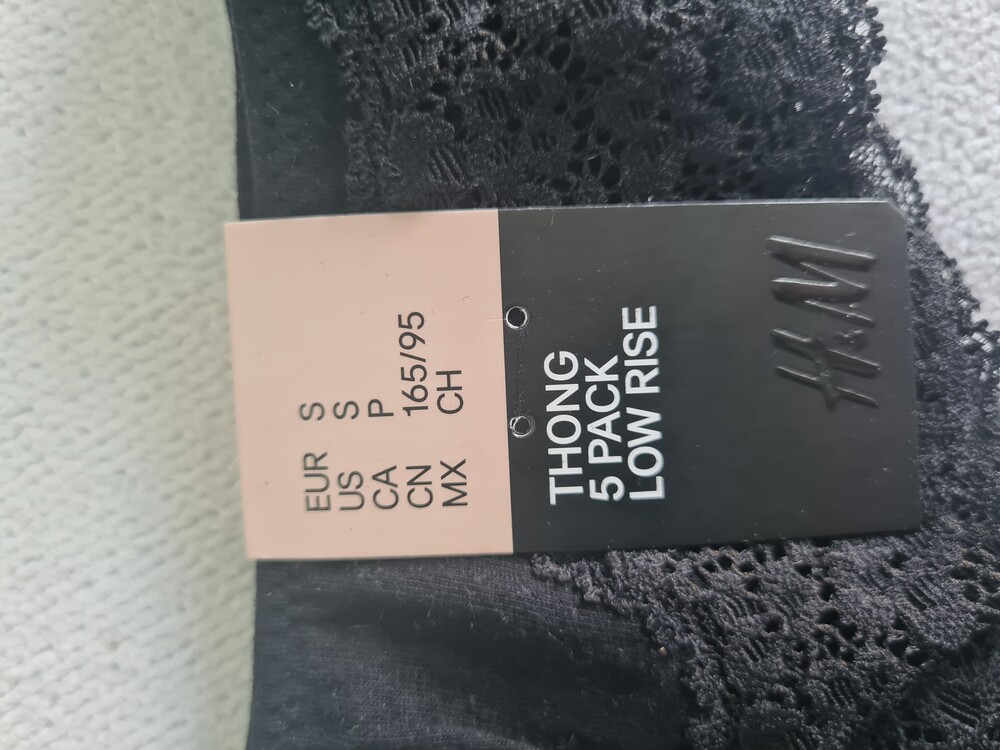 EUR S
US S
CA P
CN 165/95
MX CH
THONG
5 PACK
LOW RISE
H&M